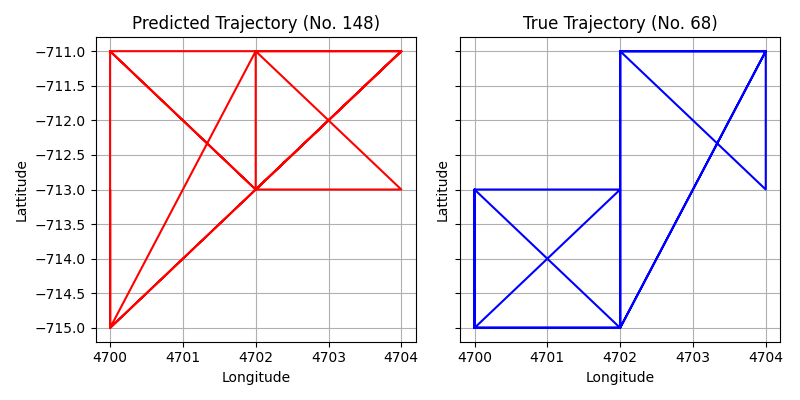 Predicted Trajectory (No. 148)
True Trajectory (No. 68)
−711.0
−711.5
−712.0
−712.5
−713.0
−713.5
−714.0
−714.5
−715.0
Lattitude
Lattitude
4700 4701 4702 4703 4704
4700 4701 4702 4703 4704
Longitude
Longitude